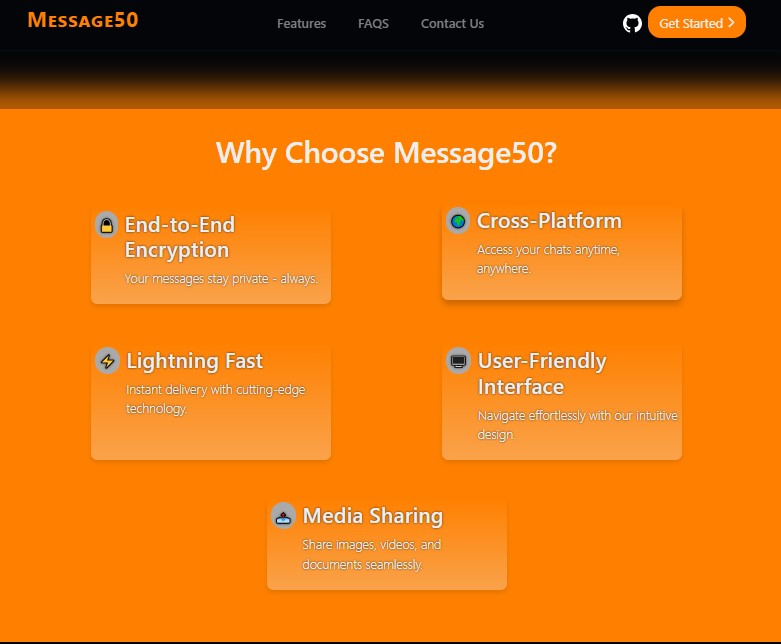 Message50
Features
FAQS
Contact Us
Get Started
Why Choose Message50?
End-to-End
Encryption
Your messages stay private - always.
Cross-Platform
Access your chats anytime,
anywhere.
Lightning Fast
Instant delivery with cutting-edge
technology.
User-Friendly
Interface
Navigate effortlessly with our intuitive
design.
Media Sharing
Share images, videos, and
documents seamlessly.